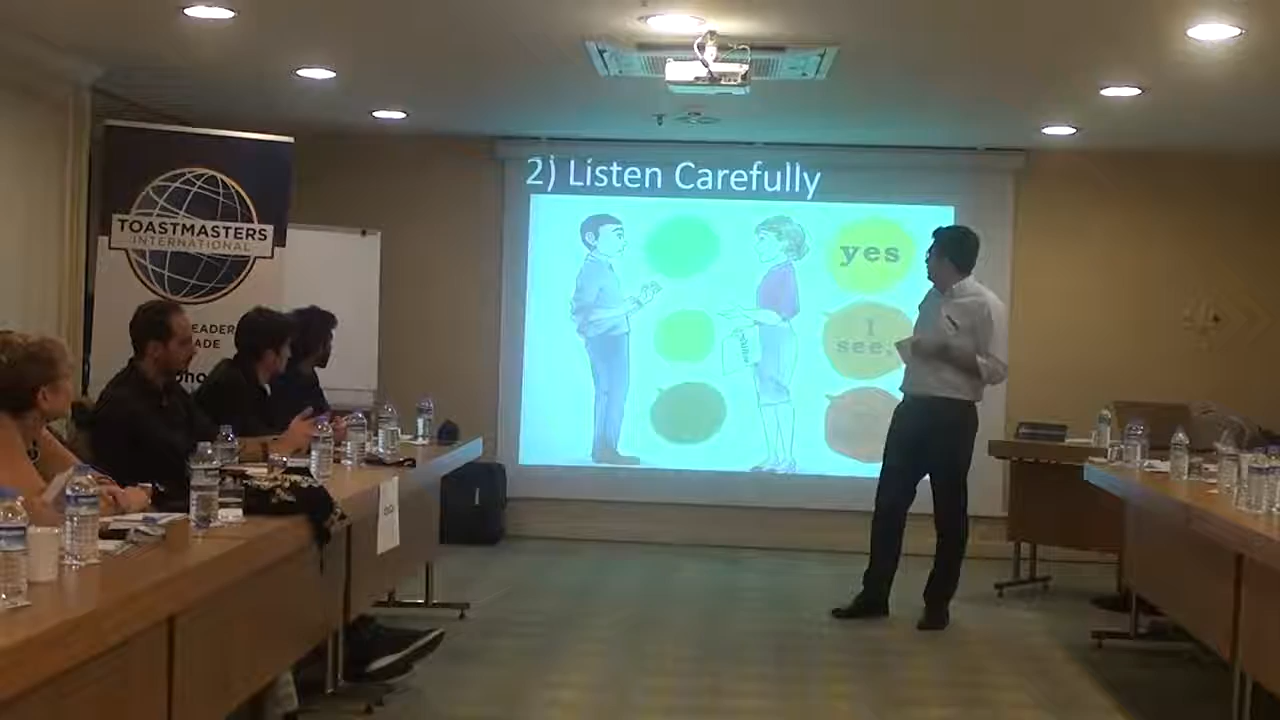 2) Listen Carefully
yes
I
see,
TOASTMASTERS
INTERNATIONAL